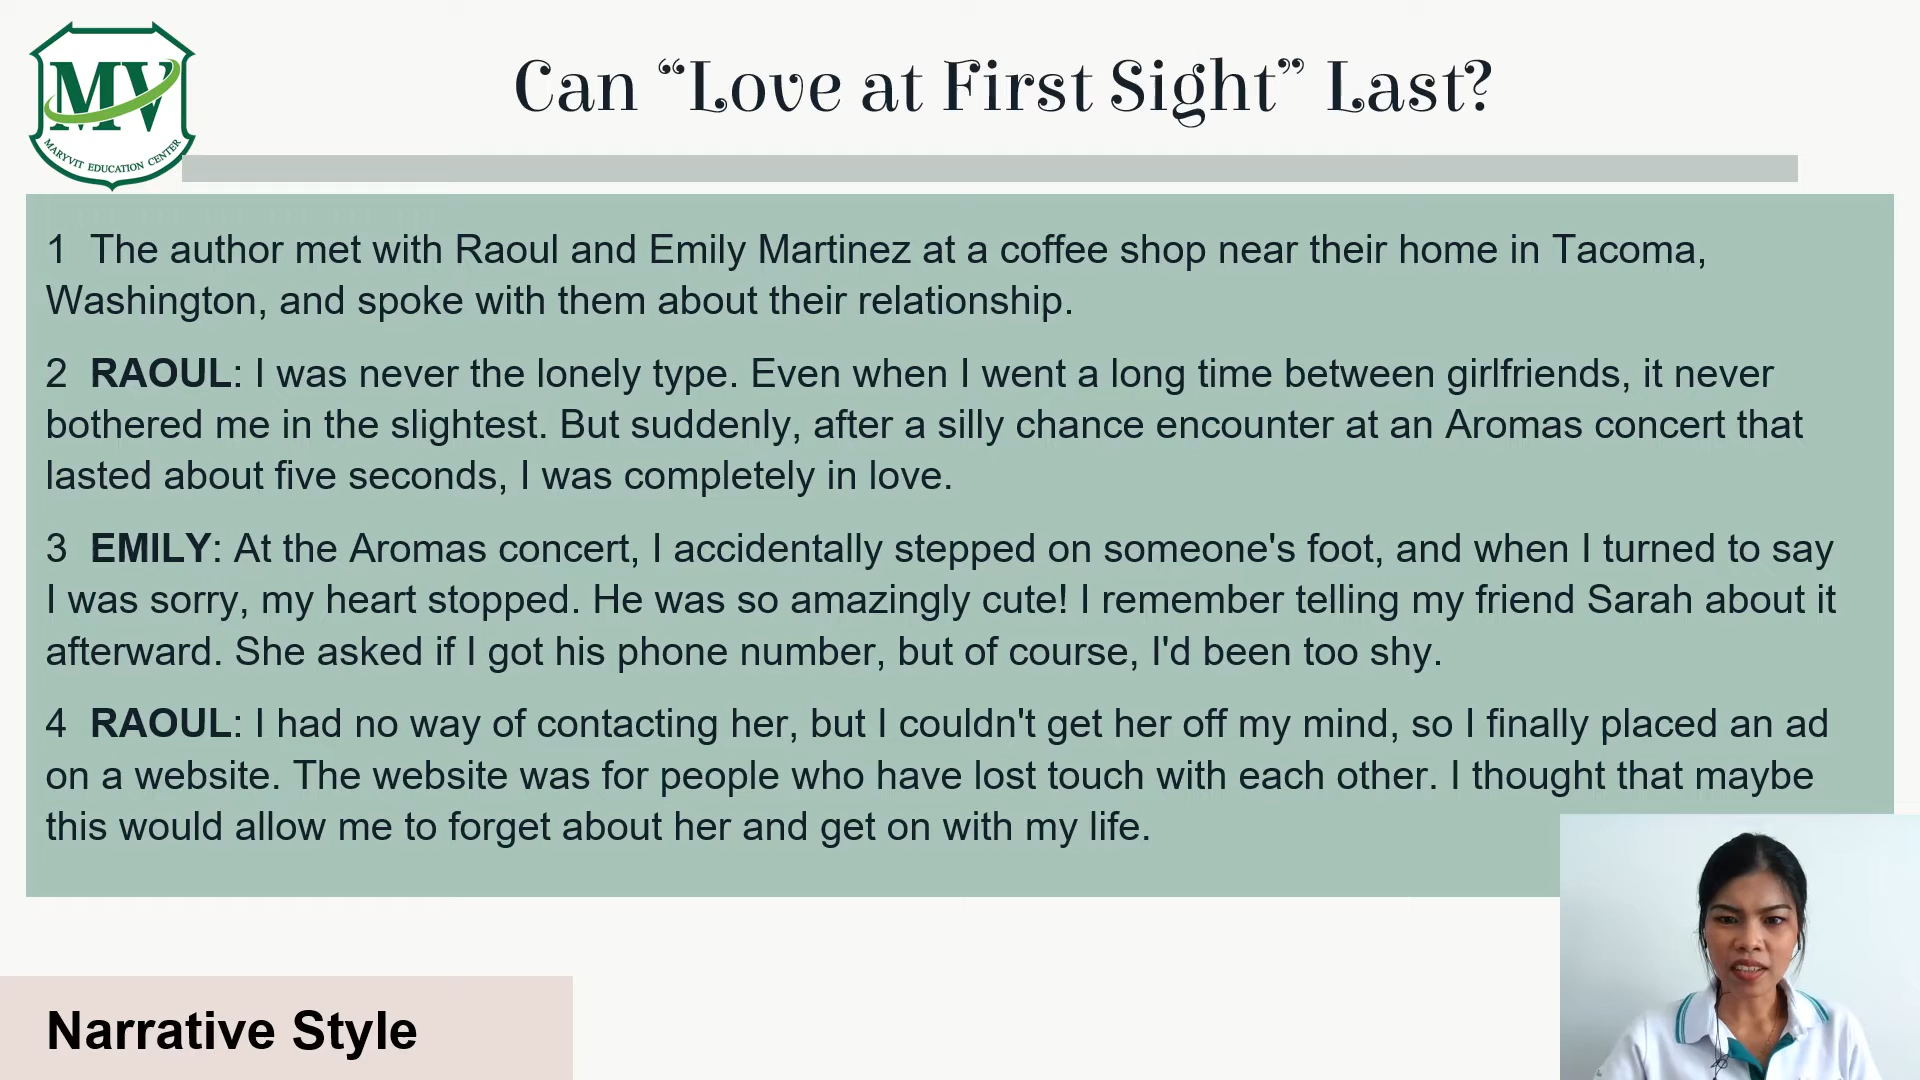 MV
MARYVIT EDUCATION CENTER
Can “Love at First Sight” Last?
1 The author met with Raoul and Emily Martinez at a coffee shop near their home in Tacoma,
Washington, and spoke with them about their relationship.
2 RAOUL: I was never the lonely type. Even when I went a long time between girlfriends, it never
bothered me in the slightest. But suddenly, after a silly chance encounter at an Aromas concert that
lasted about five seconds, I was completely in love.
3 EMILY: At the Aromas concert, I accidentally stepped on someone's foot, and when I turned to say
I was sorry, my heart stopped. He was so amazingly cute! I remember telling my friend Sarah about it
afterward. She asked if I got his phone number, but of course, I'd been too shy.
4 RAOUL: I had no way of contacting her, but I couldn't get her off my mind, so I finally placed an ad
on a website. The website was for people who have lost touch with each other. I thought that maybe
this would allow me to forget about her and get on with my life.
Narrative Style